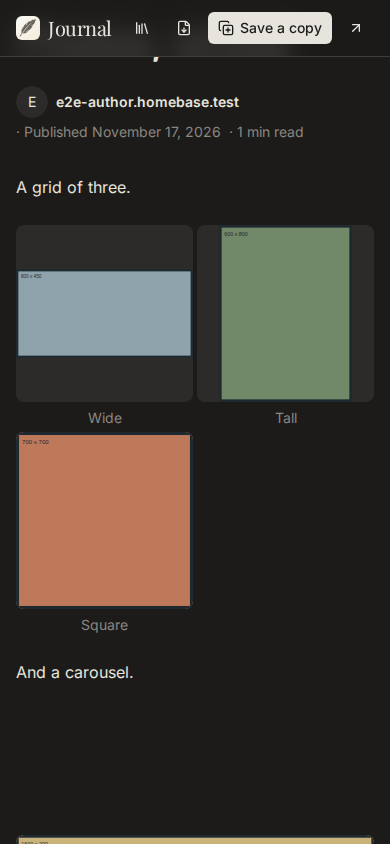 Journal
Save a copy
E
e2e-author.homebase.test
· Published November 17, 2026 · 1 min read
A grid of three.
800 x 450
600 x 800
Wide
Tall
700 x 700
Square
And a carousel.